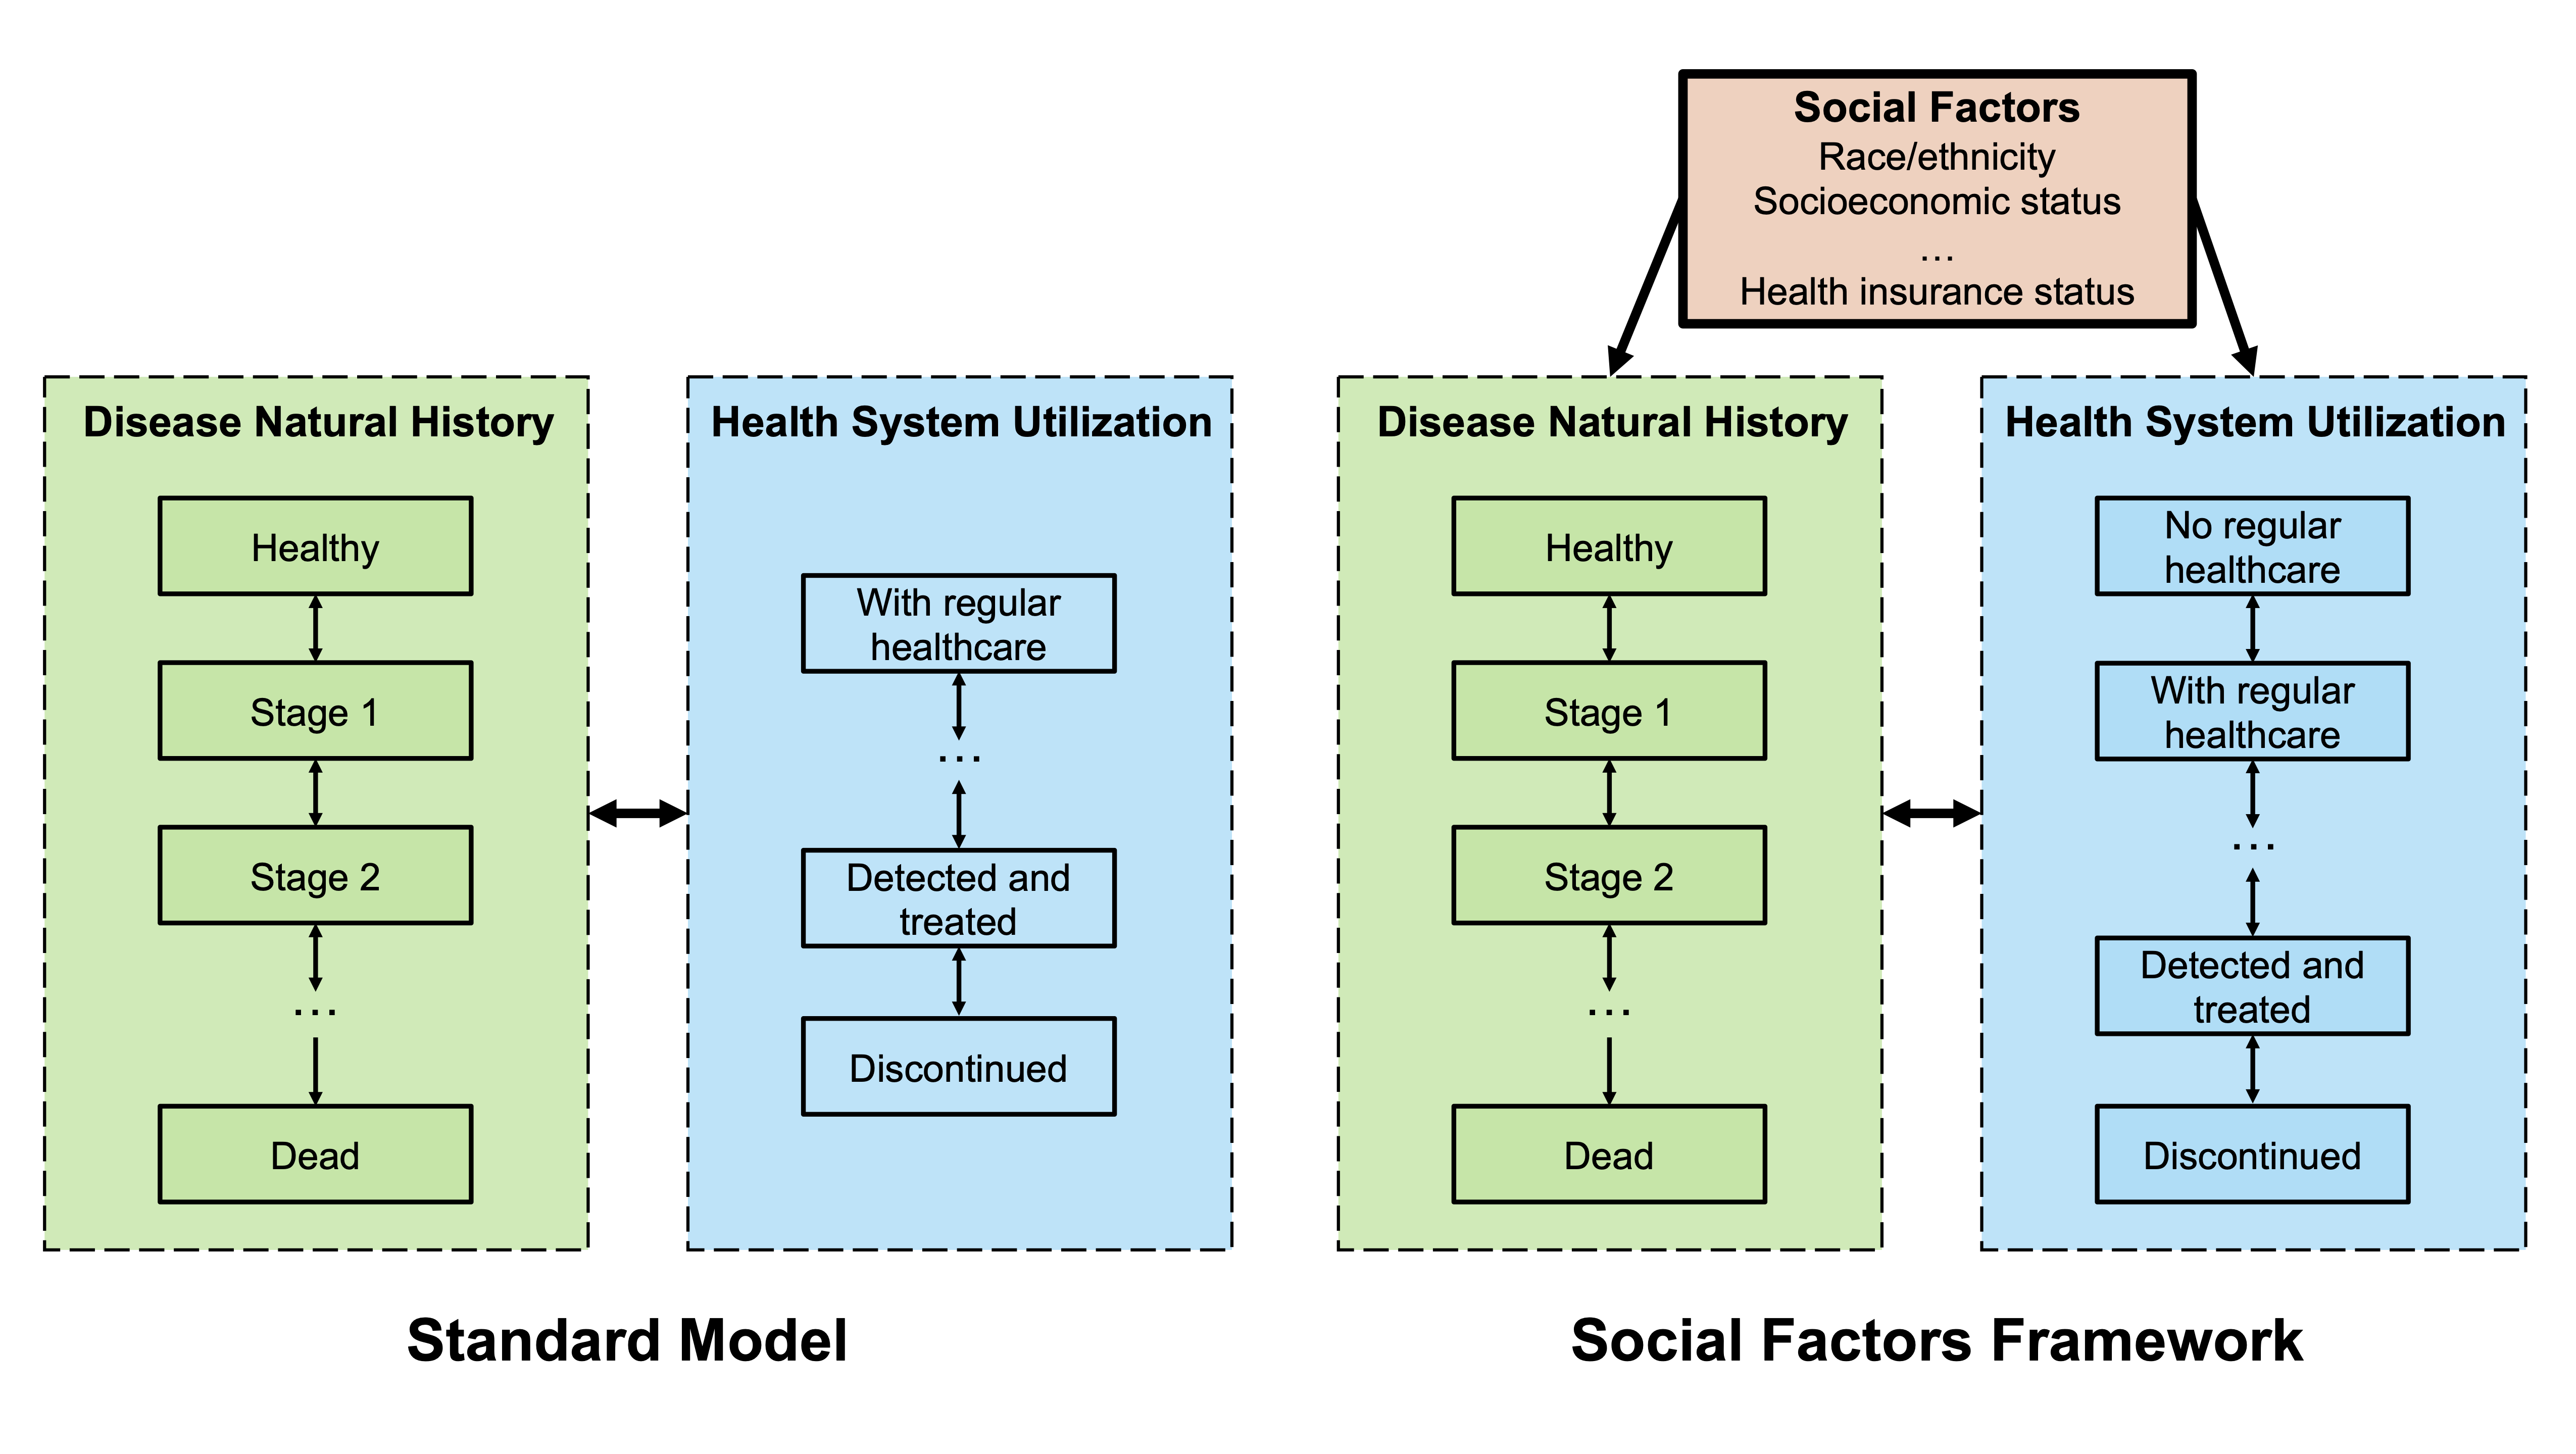 Social Factors
Race/ethnicity
Socioeconomic status
...
Health insurance status
Disease Natural History
Healthy
Stage 1
Stage 2
...
Dead
Health System Utilization
With regular
healthcare
...
Detected and
treated
Discontinued
Disease Natural History
Healthy
Stage 1
Stage 2
...
Dead
Health System Utilization
No regular
healthcare
With regular
healthcare
...
Detected and
treated
Discontinued
Standard Model
Social Factors Framework